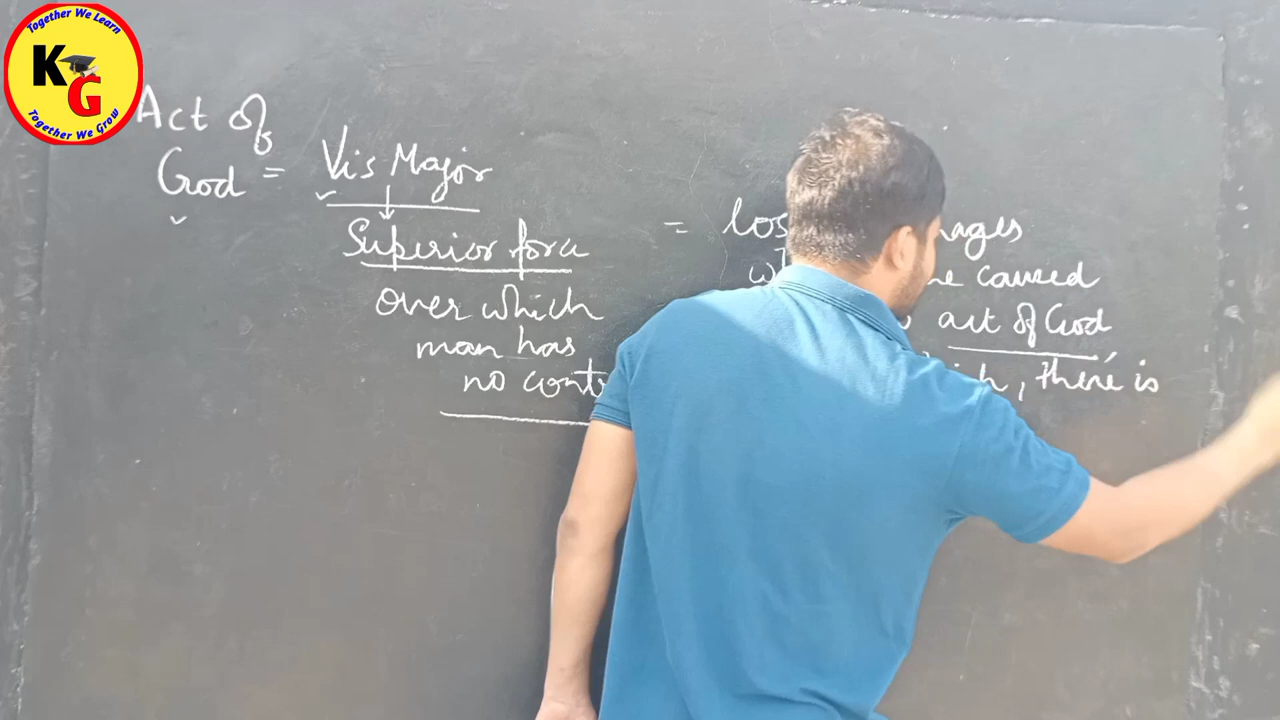 Together We Learn
KG
Together We Grow
Act of
God = Vis Major
Superior force
over which
man has
no
=
caused
act of God
, there is